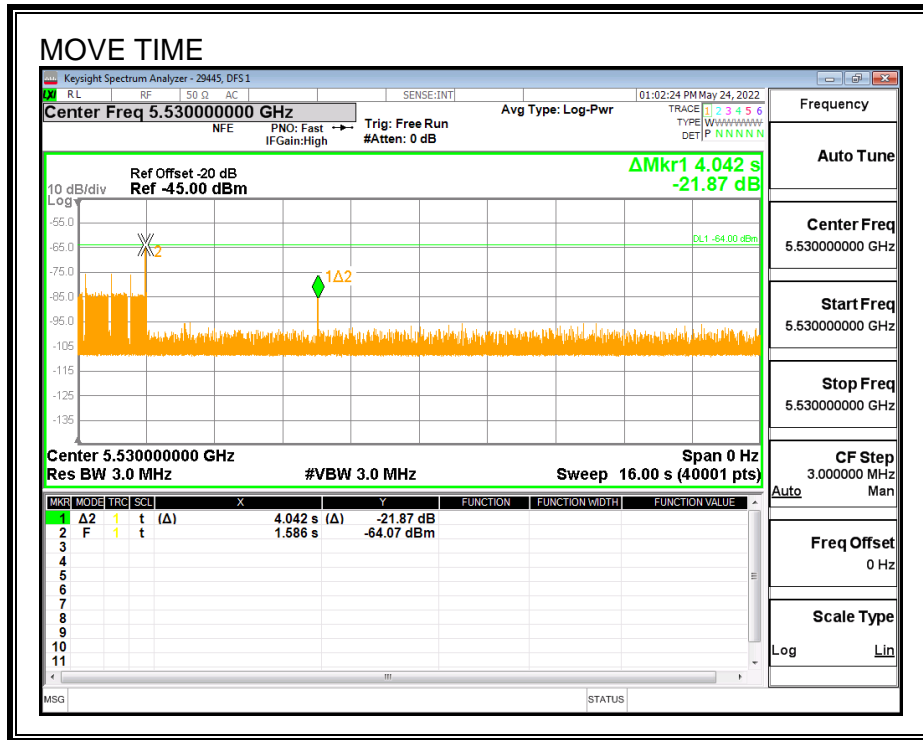 MOVE TIME
Keysight Spectrum Analyzer - 29445, DFS 1
LXI RL RF 50 Ω AC SENSE:INT 01:02:24 PM May 24, 2022
Center Freq 5.530000000 GHz
NFE PNO: Fast IFGain:High
Trig: Free Run
#Atten: 0 dB
Avg Type: Log-Pwr
TRACE 1 2 3 4 5 6
TYPE WWWWWWW
DET P N N N N N
ΔMkr1 4.042 s
-21.87 dB
Ref Offset -20 dB
10 dB/div Ref -45.00 dBm
Log
-55.0
-65.0
-75.0
-85.0
-95.0
-105
-115
-125
-135
DL1 -64.00 dBm
2
1Δ2
Center 5.530000000 GHz Span 0 Hz
Res BW 3.0 MHz #VBW 3.0 MHz Sweep 16.00 s (40001 pts)
MKR MODE TRC SCL X Y FUNCTION FUNCTION WIDTH FUNCTION VALUE
1 Δ2 1 t (Δ) 4.042 s (Δ) -21.87 dB
2 F 1 t 1.586 s -64.07 dBm
3
4
5
6
7
8
9
10
11
MSG STATUS
Frequency
Auto Tune
Center Freq
5.530000000 GHz
Start Freq
5.530000000 GHz
Stop Freq
5.530000000 GHz
CF Step
3.000000 MHz
Auto Man
Freq Offset
0 Hz
Scale Type
Log Lin